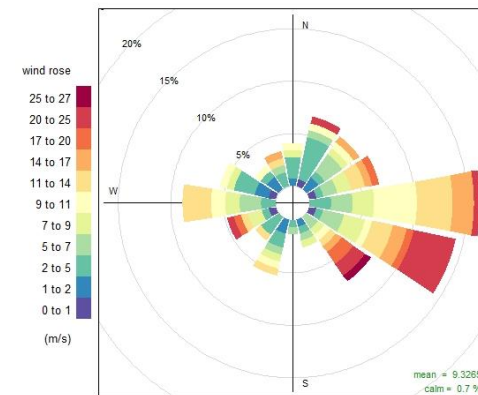 wind rose
25 to 27
20 to 25
17 to 20
14 to 17
11 to 14
9 to 11
7 to 9
5 to 7
2 to 5
1 to 2
0 to 1
(m/s)
20%
15%
10%
5%
N
W
S
mean = 9.3265
calm = 0.7 %